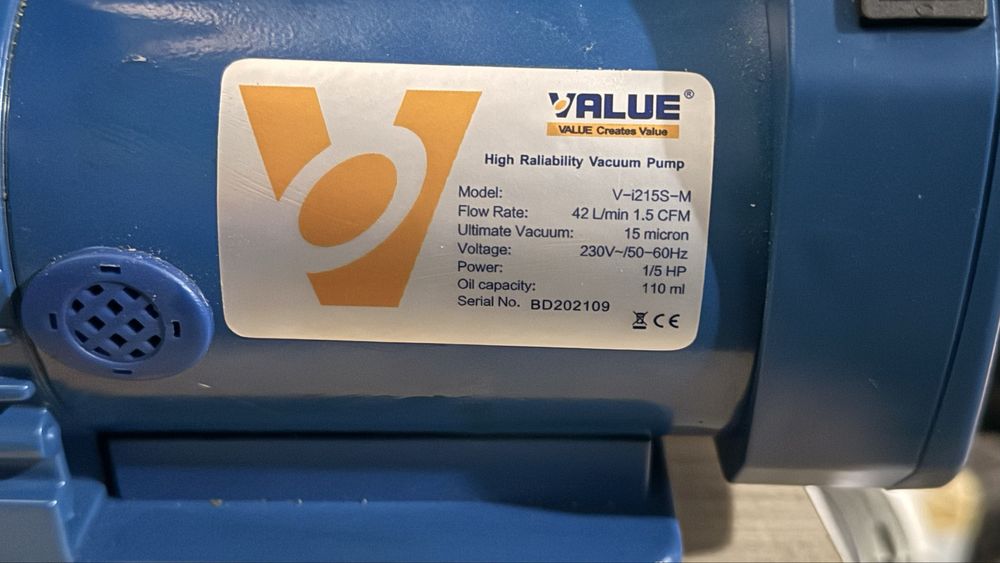 VALUE®
VALUE Creates Value
High Raliability Vacuum Pump
Model: V-i215S-M
Flow Rate: 42 L/min 1.5 CFM
Ultimate Vacuum: 15 micron
Voltage: 230V~/50-60Hz
Power: 1/5 HP
Oil capacity: 110 ml
Serial No. BD202109
CE